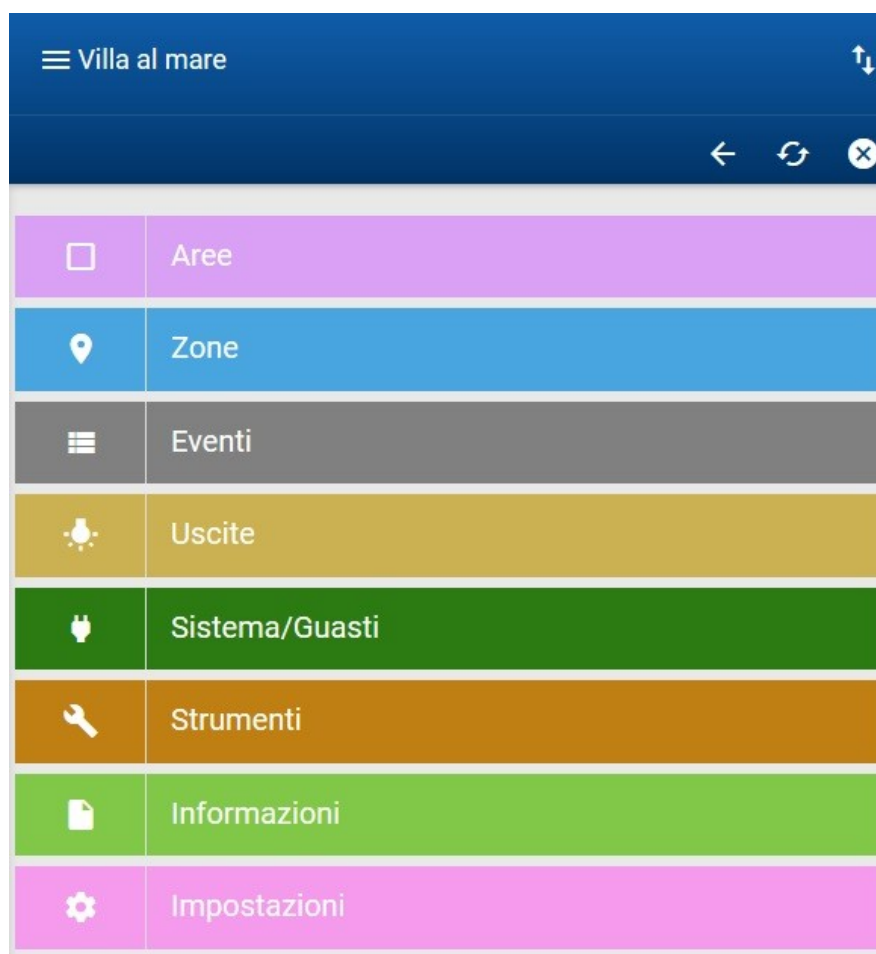 Villa al mare
Aree
Zone
Eventi
Uscite
Sistema/Guasti
Strumenti
Informazioni
Impostazioni